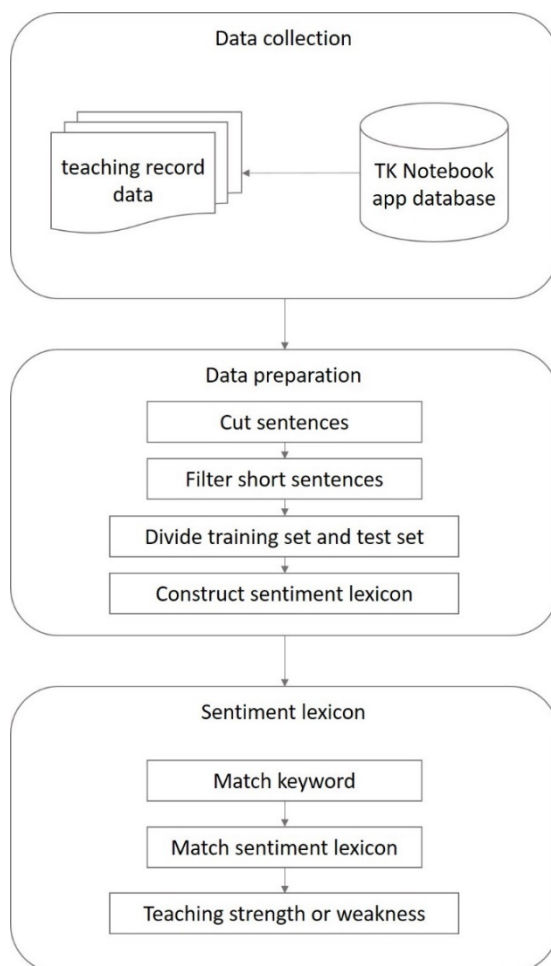 Data collection
teaching record
data
TK Notebook
app database
Data preparation
Cut sentences
Filter short sentences
Divide training set and test set
Construct sentiment lexicon
Sentiment lexicon
Match keyword
Match sentiment lexicon
Teaching strength or weakness